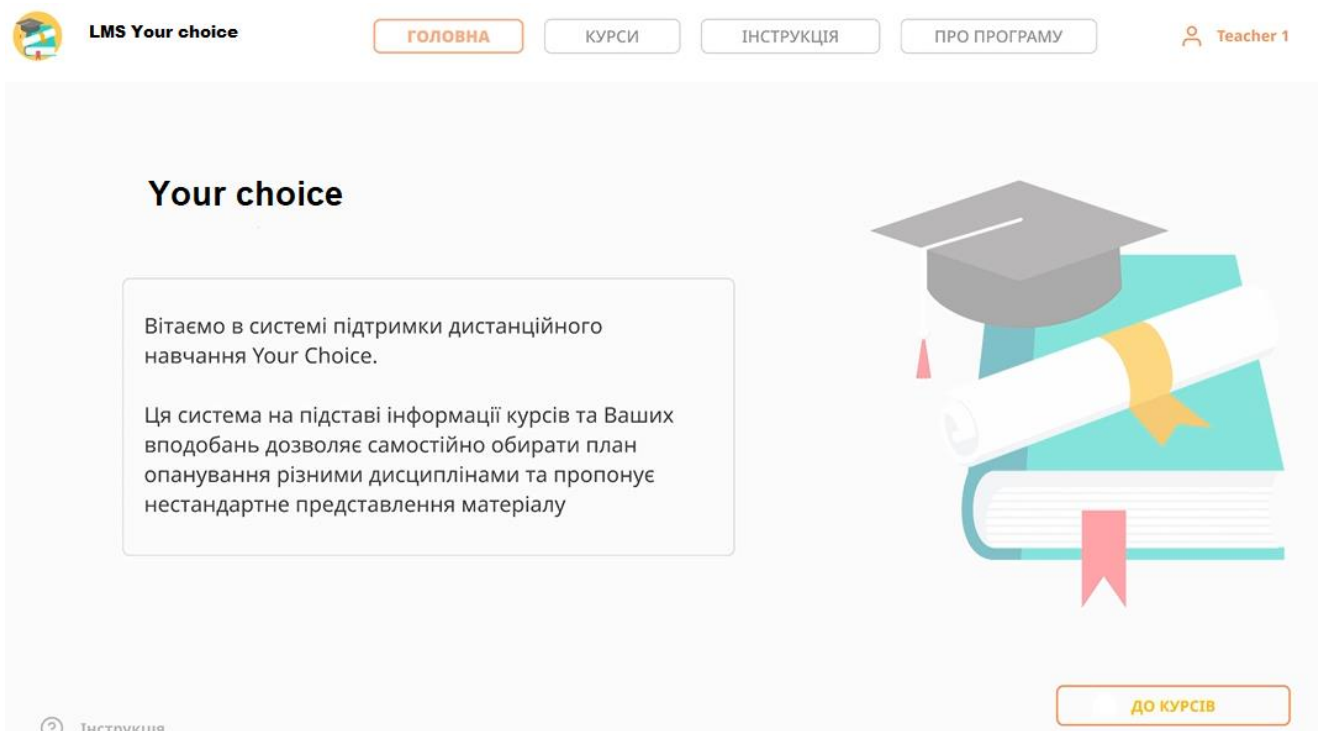 LMS Your choice
ГОЛОВНА
КУРСИ
ІНСТРУКЦІЯ
ПРО ПРОГРАМУ
Teacher 1
Your choice
Вітаємо в системі підтримки дистанційного
навчання Your Choice.
Ця система на підставі інформації курсів та Ваших
вподобань дозволяє самостійно обирати план
опанування різними дисциплінами та пропонує
нестандартне представлення матеріалу
ДО КУРСІВ
Інструкція